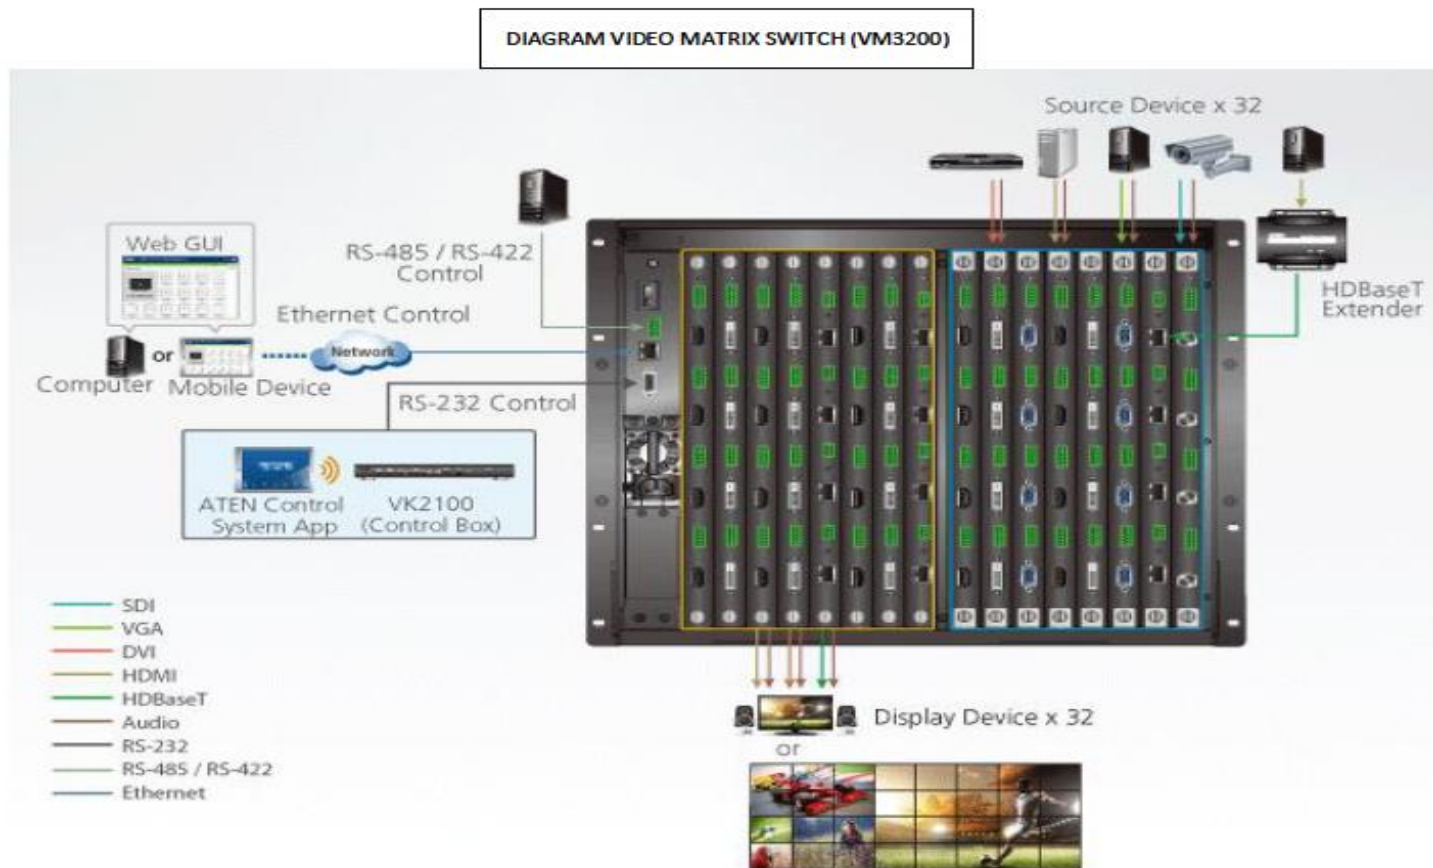 DIAGRAM VIDEO MATRIX SWITCH (VM3200)
Source Device x 32
Web GUI
RS-485 / RS-422
Control
HDBaseT
Extender
Ethernet Control
Network
Computer
or
Mobile Device
RS-232 Control
ATEN Control
System App
VK2100
(Control Box)
SDI
VGA
DVI
HDMI
HDBaseT
Audio
RS-232
RS-485 / RS-422
Ethernet
Display Device x 32
or